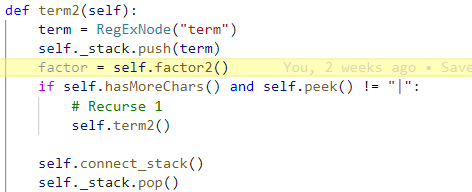 def term2(self):
    term = RegExNode("term")
    self._stack.push(term)
    factor = self.factor2()        You, 2 weeks ago • Save
    if self.hasMoreChars() and self.peek() != "|":
        # Recurse 1
        self.term2()

    self.connect_stack()
    self._stack.pop()